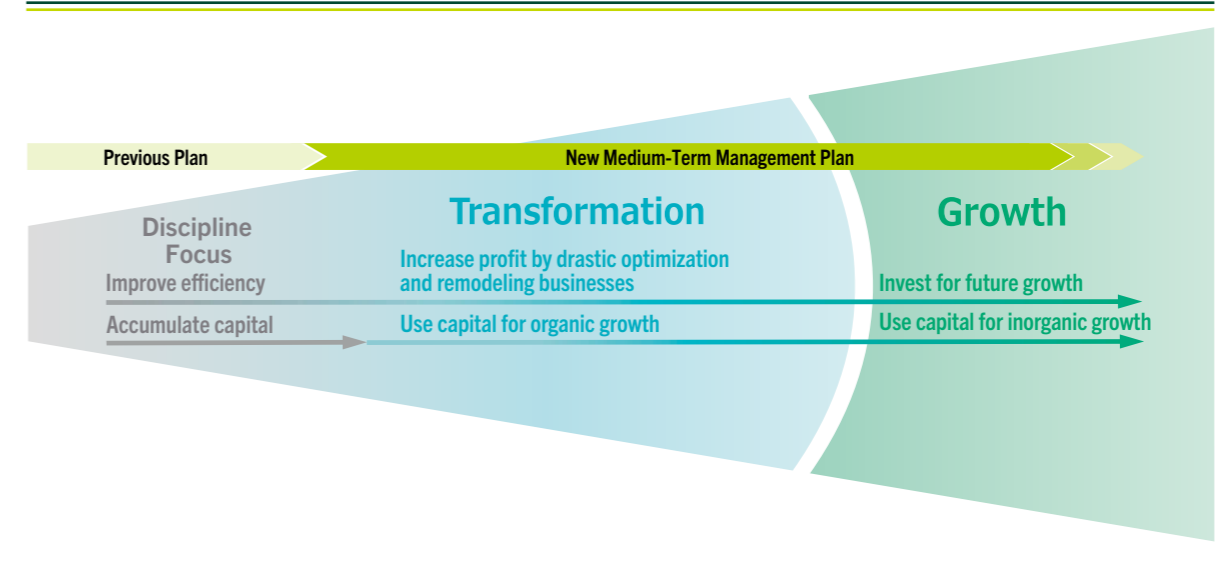 Previous Plan
New Medium-Term Management Plan
Discipline
Focus
Improve efficiency
Accumulate capital
Transformation
Increase profit by drastic optimization
and remodeling businesses
Use capital for organic growth
Growth
Invest for future growth
Use capital for inorganic growth